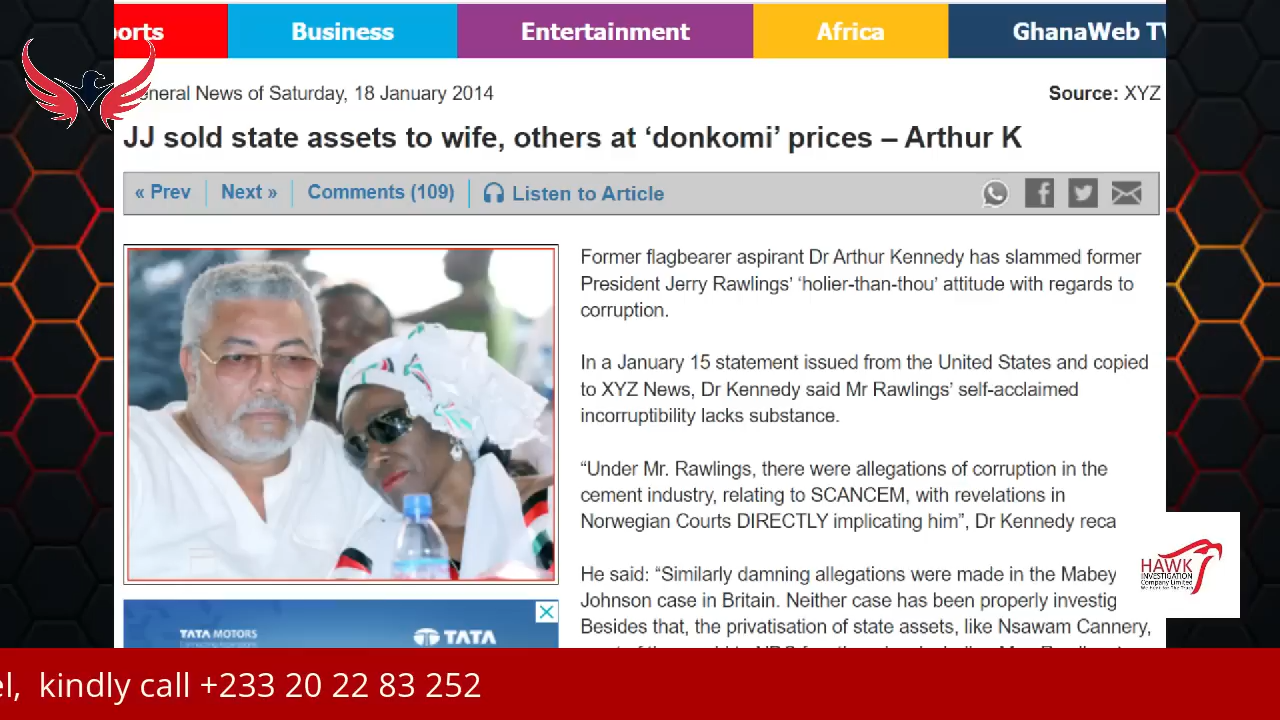 orts
Business
Entertainment
Africa
GhanaWeb TV
eneral News of Saturday, 18 January 2014
Source: XYZ
JJ sold state assets to wife, others at ‘donkomi’ prices – Arthur K
« Prev
Next »
Comments (109)
Listen to Article
Former flagbearer aspirant Dr Arthur Kennedy has slammed former
President Jerry Rawlings’ ‘holier-than-thou’ attitude with regards to
corruption.
In a January 15 statement issued from the United States and copied
to XYZ News, Dr Kennedy said Mr Rawlings’ self-acclaimed
incorruptibility lacks substance.
“Under Mr. Rawlings, there were allegations of corruption in the
cement industry, relating to SCANCEM, with revelations in
Norwegian Courts DIRECTLY implicating him”, Dr Kennedy reca
He said: “Similarly damning allegations were made in the Mabey
Johnson case in Britain. Neither case has been properly investig
Besides that, the privatisation of state assets, like Nsawam Cannery,
HAWK
INVESTIGATION
Company Limited
TATA MOTORS
TATA
el, kindly call +233 20 22 83 252